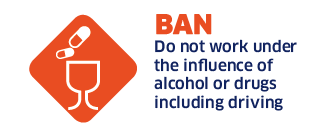 BAN
Do not work under
the influence of
alcohol or drugs
including driving